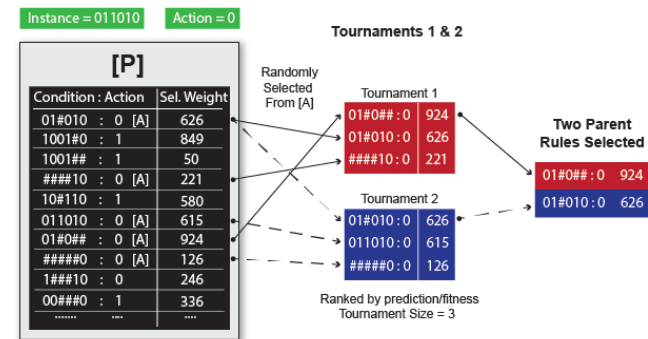 Instance = 011010
Action = 0
Tournaments 1 & 2
[P]
Condition : Action Sel. Weight
01#010 : 0 [A] 626
1001#0 : 1 849
1001## : 1 50
####10 : 0 [A] 221
10#110 : 1 580
011010 : 0 [A] 615
01#0## : 0 [A] 924
#####0 : 0 [A] 126
1###10 : 0 246
00###0 : 1 336
....... .... ....
Randomly
Selected
From [A]
Tournament 1
01#0## : 0 924
01#010 : 0 626
####10 : 0 221
Tournament 2
01#010 : 0 626
011010 : 0 615
#####0 : 0 126
Ranked by prediction/fitness
Tournament Size = 3
Two Parent
Rules Selected
01#0## : 0 924
01#010 : 0 626